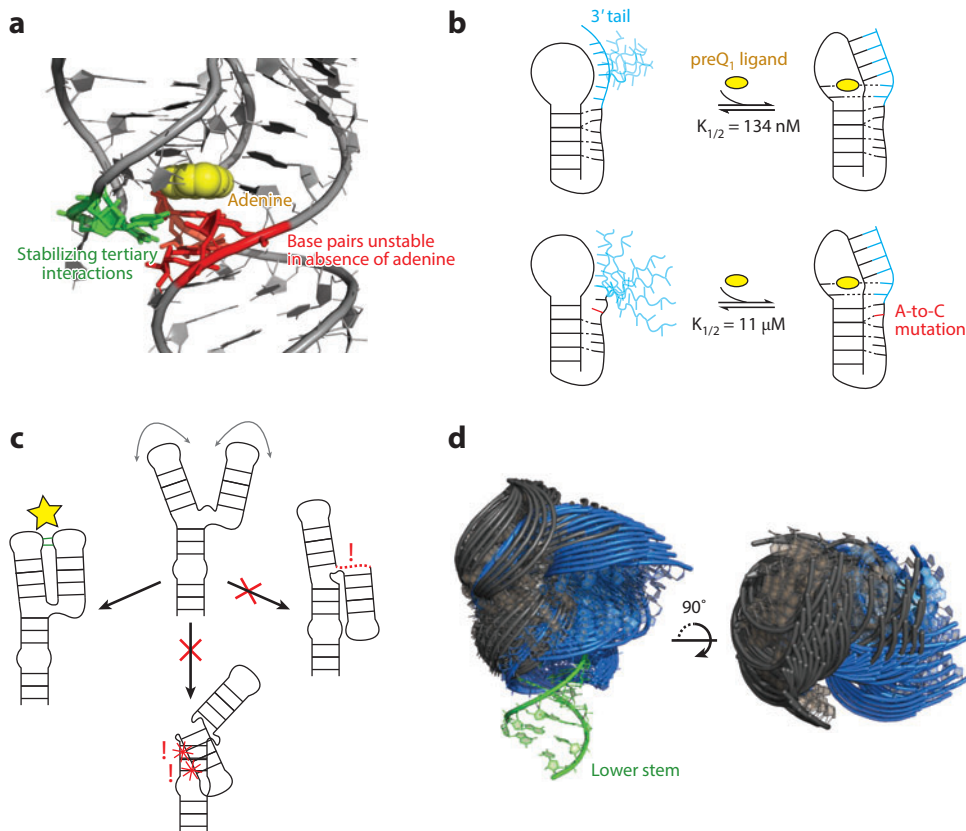 a
Adenine
Stabilizing tertiary
interactions
Base pairs unstable
in absence of adenine
b
3′ tail
preQ1 ligand
K1/2 = 134 nM
K1/2 = 11 μM
A-to-C
mutation
c
!
!
!
d
90°
Lower stem